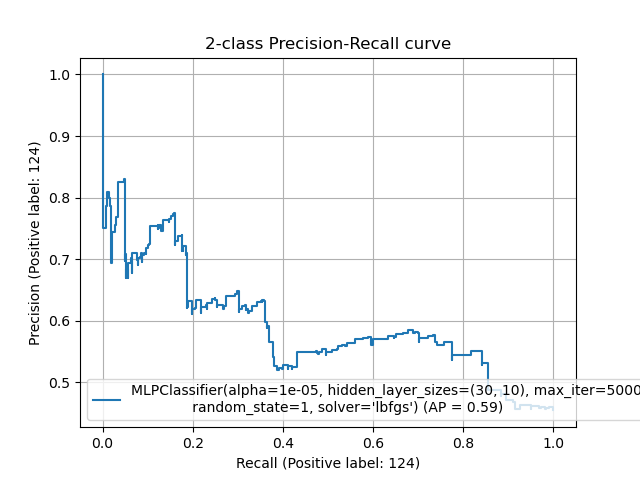 2-class Precision-Recall curve
Precision (Positive label: 124)
1.0
0.9
0.8
0.7
0.6
0.5
MLPClassifier(alpha=1e-05, hidden_layer_sizes=(30, 10), max_iter=5000
random_state=1, solver='lbfgs') (AP = 0.59)
0.0 0.2 0.4 0.6 0.8 1.0
Recall (Positive label: 124)